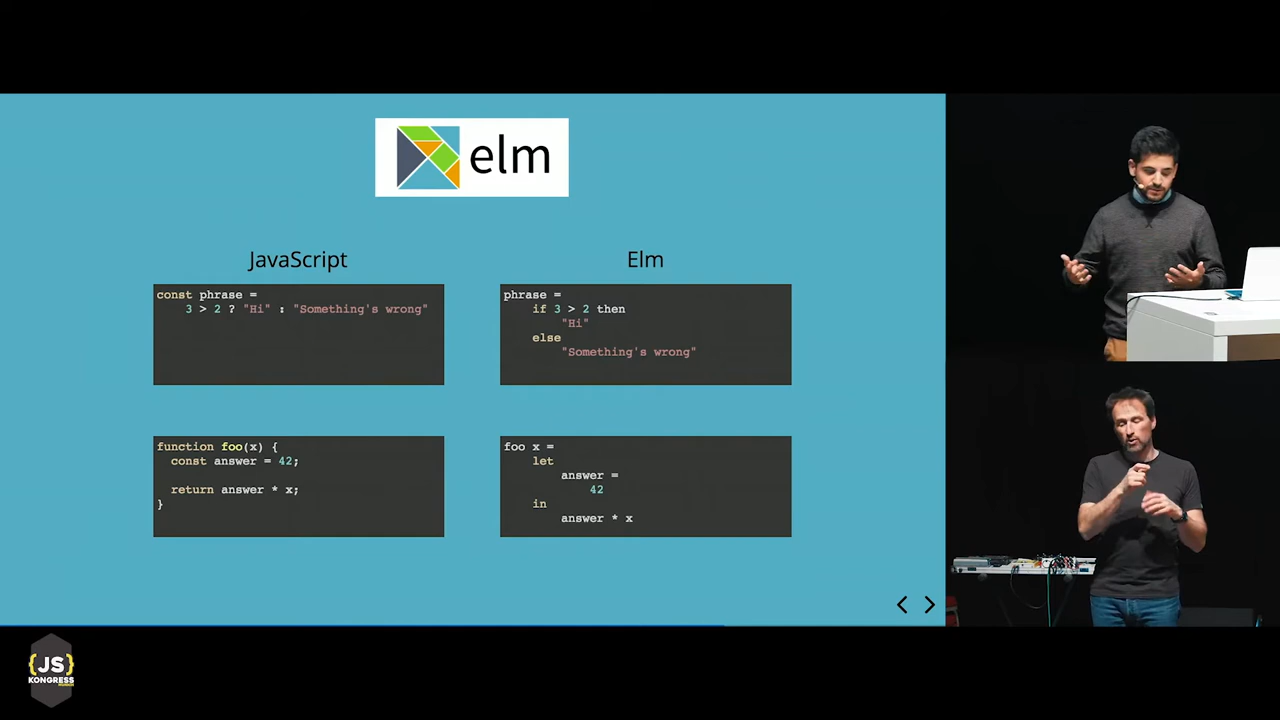 elm
JavaScript
const phrase =
    3 > 2 ? "Hi" : "Something's wrong"
Elm
phrase =
    if 3 > 2 then
        "Hi"
    else
        "Something's wrong"
function foo(x) {
  const answer = 42;
  return answer * x;
}
foo x =
    let
        answer =
            42
    in
        answer * x
{JS}
KONGRESS